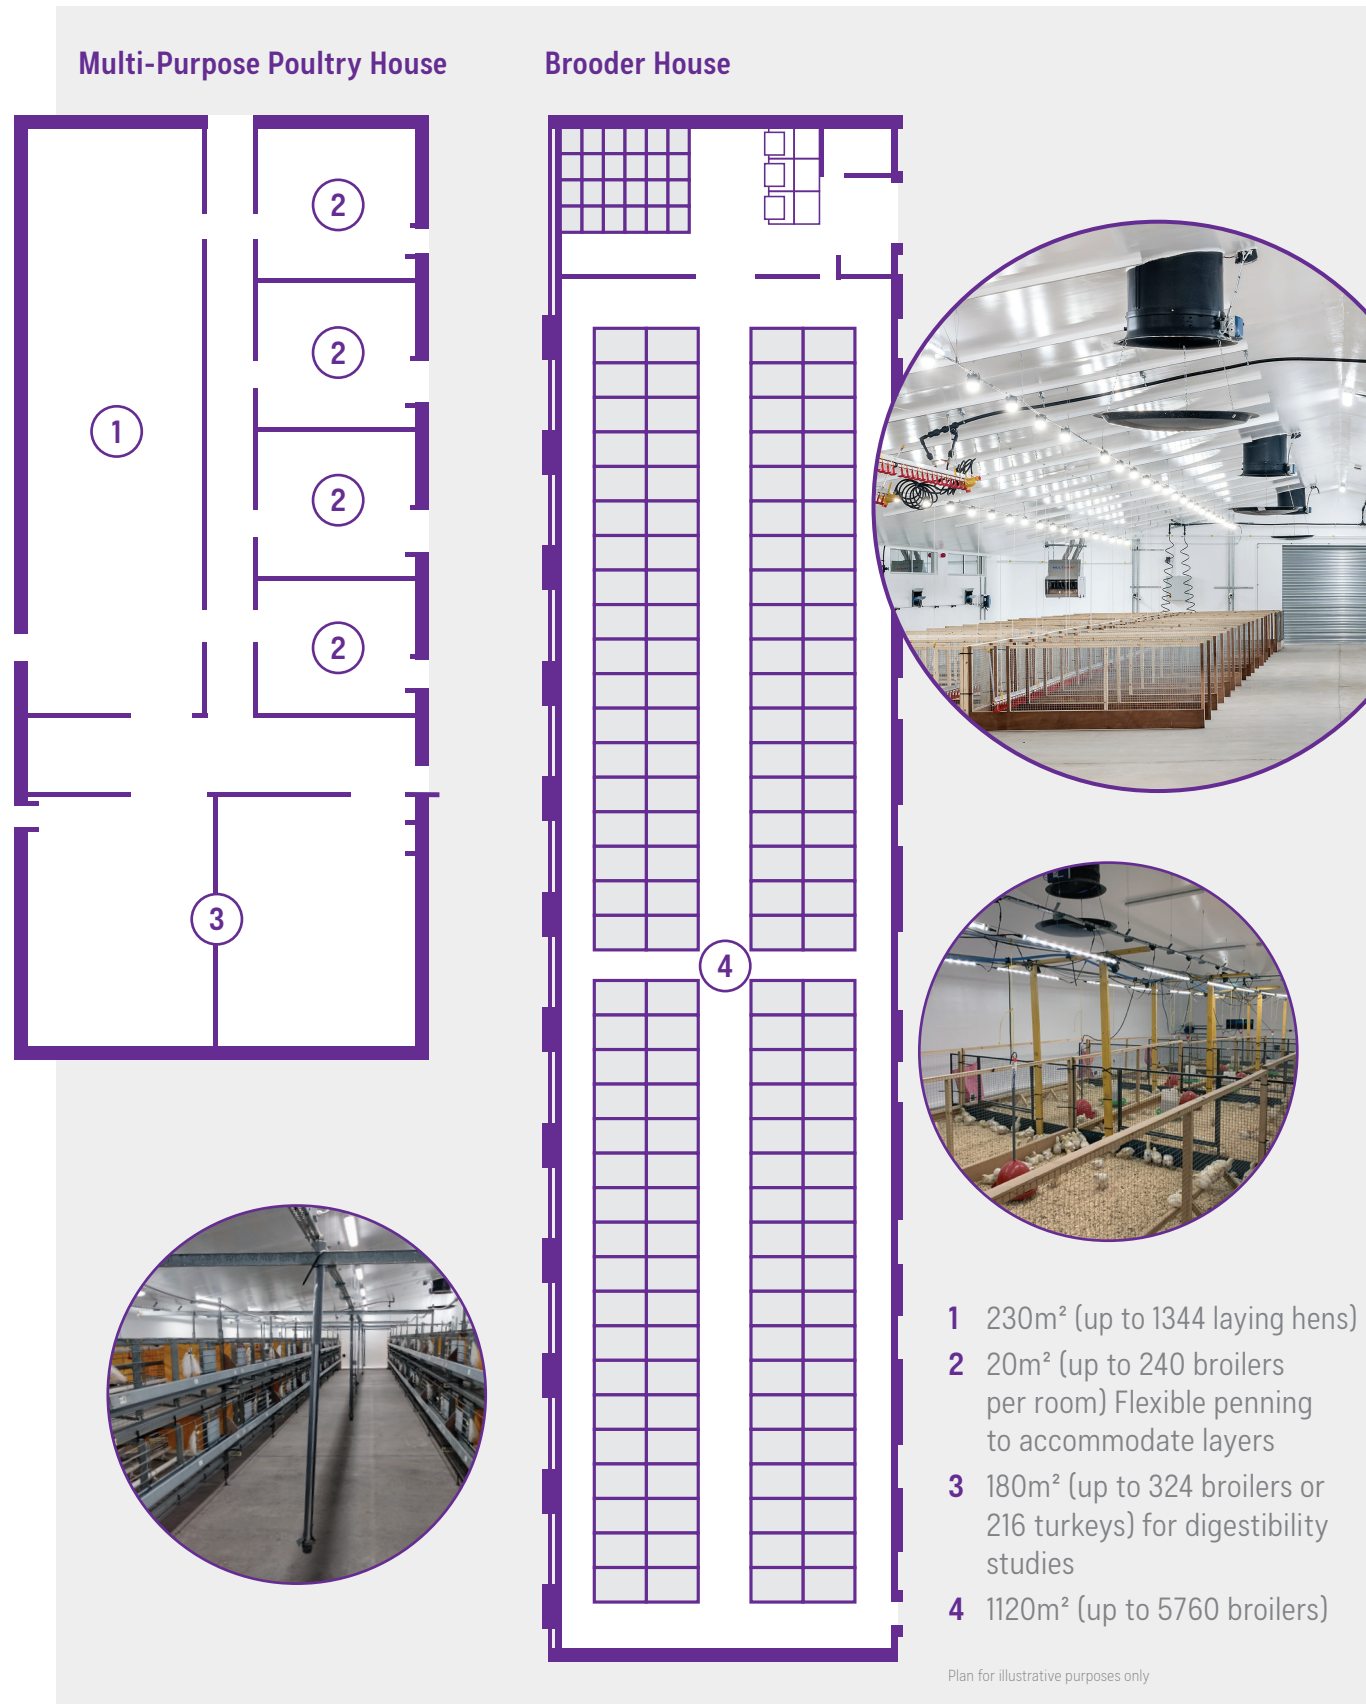 Multi-Purpose Poultry House
Brooder House
2
2
1
2
2
3
4
1 230m² (up to 1344 laying hens)
2 20m² (up to 240 broilers
per room) Flexible penning
to accommodate layers
3 180m² (up to 324 broilers or
216 turkeys) for digestibility
studies
4 1120m² (up to 5760 broilers)
Plan for illustrative purposes only